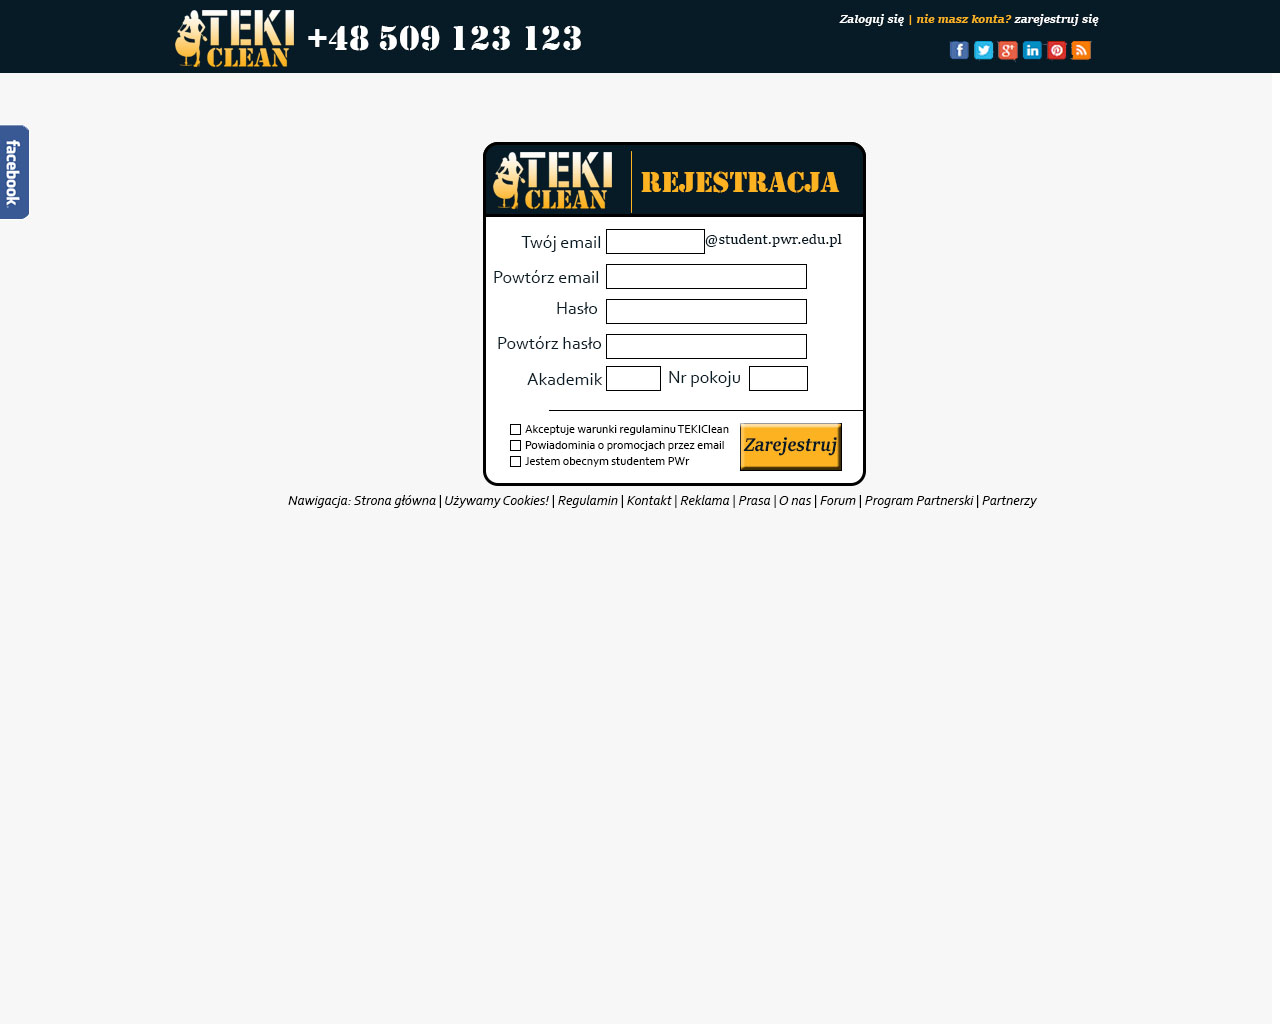 TEKI
CLEAN
+48 509 123 123
Zaloguj się | nie masz konta? zarejestruj się
facebook
TEKI
CLEAN
REJESTRACJA
Twój email @student.pwr.edu.pl
Powtórz email
Hasło
Powtórz hasło
Akademik Nr pokoju
Akceptuje warunki regulaminu TEKIClean
Powiadominia o promocjach przez email
Jestem obecnym studentem PWr
Zarejestruj
Nawigacja: Strona główna | Używamy Cookies! | Regulamin | Kontakt | Reklama | Prasa | O nas | Forum | Program Partnerski | Partnerzy